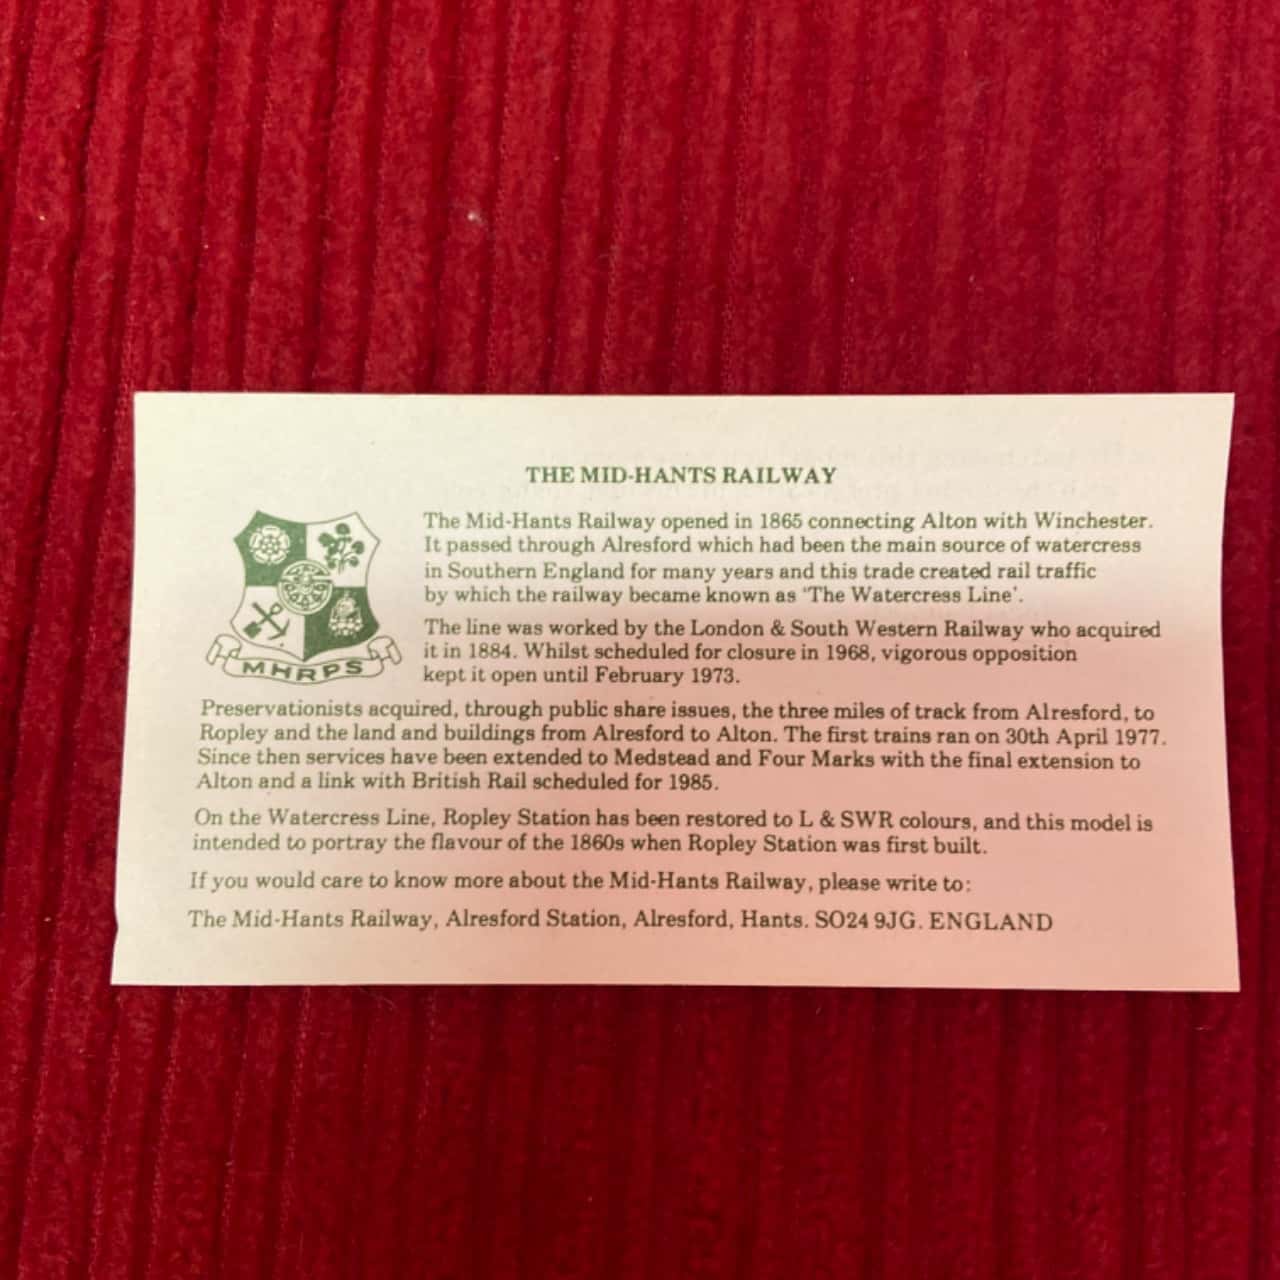 THE MID-HANTS RAILWAY
The Mid-Hants Railway opened in 1865 connecting Alton with Winchester.
It passed through Alresford which had been the main source of watercress
in Southern England for many years and this trade created rail traffic
by which the railway became known as 'The Watercress Line'.
MHRPS
The line was worked by the London & South Western Railway who acquired
it in 1884. Whilst scheduled for closure in 1968, vigorous opposition
kept it open until February 1973.
Preservationists acquired, through public share issues, the three miles of track from Alresford, to
Ropley and the land and buildings from Alresford to Alton. The first trains ran on 30th April 1977.
Since then services have been extended to Medstead and Four Marks with the final extension to
Alton and a link with British Rail scheduled for 1985.
On the Watercress Line, Ropley Station has been restored to L & SWR colours, and this model is
intended to portray the flavour of the 1860s when Ropley Station was first built.
If you would care to know more about the Mid-Hants Railway, please write to:
The Mid-Hants Railway, Alresford Station, Alresford, Hants. SO24 9JG. ENGLAND